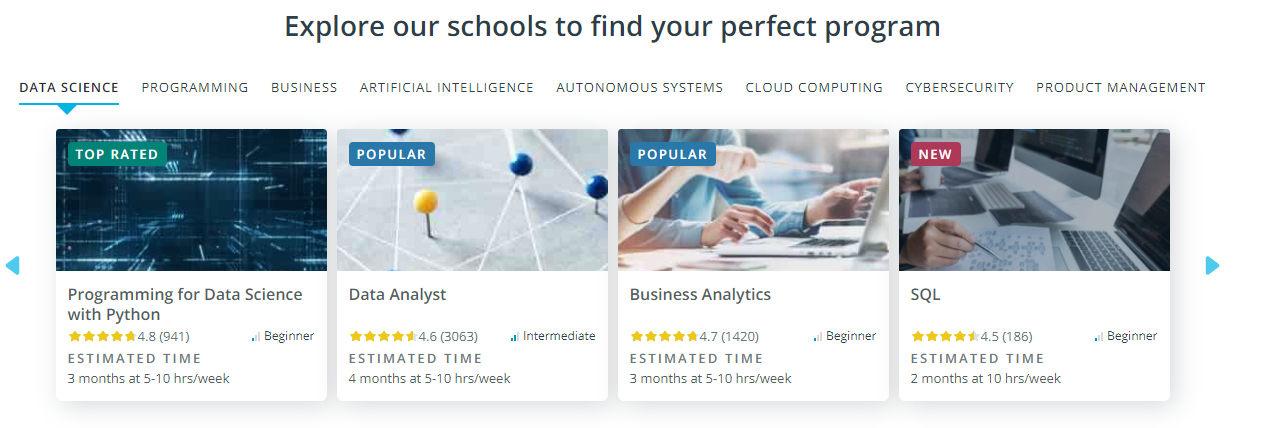 Explore our schools to find your perfect program
DATA SCIENCE PROGRAMMING BUSINESS ARTIFICIAL INTELLIGENCE AUTONOMOUS SYSTEMS CLOUD COMPUTING CYBERSECURITY PRODUCT MANAGEMENT
TOP RATED
Programming for Data Science
with Python
4.8 (941) Beginner
ESTIMATED TIME
3 months at 5-10 hrs/week
POPULAR
Data Analyst
4.6 (3063) Intermediate
ESTIMATED TIME
4 months at 5-10 hrs/week
POPULAR
Business Analytics
4.7 (1420) Beginner
ESTIMATED TIME
3 months at 5-10 hrs/week
NEW
SQL
4.5 (186) Beginner
ESTIMATED TIME
2 months at 10 hrs/week